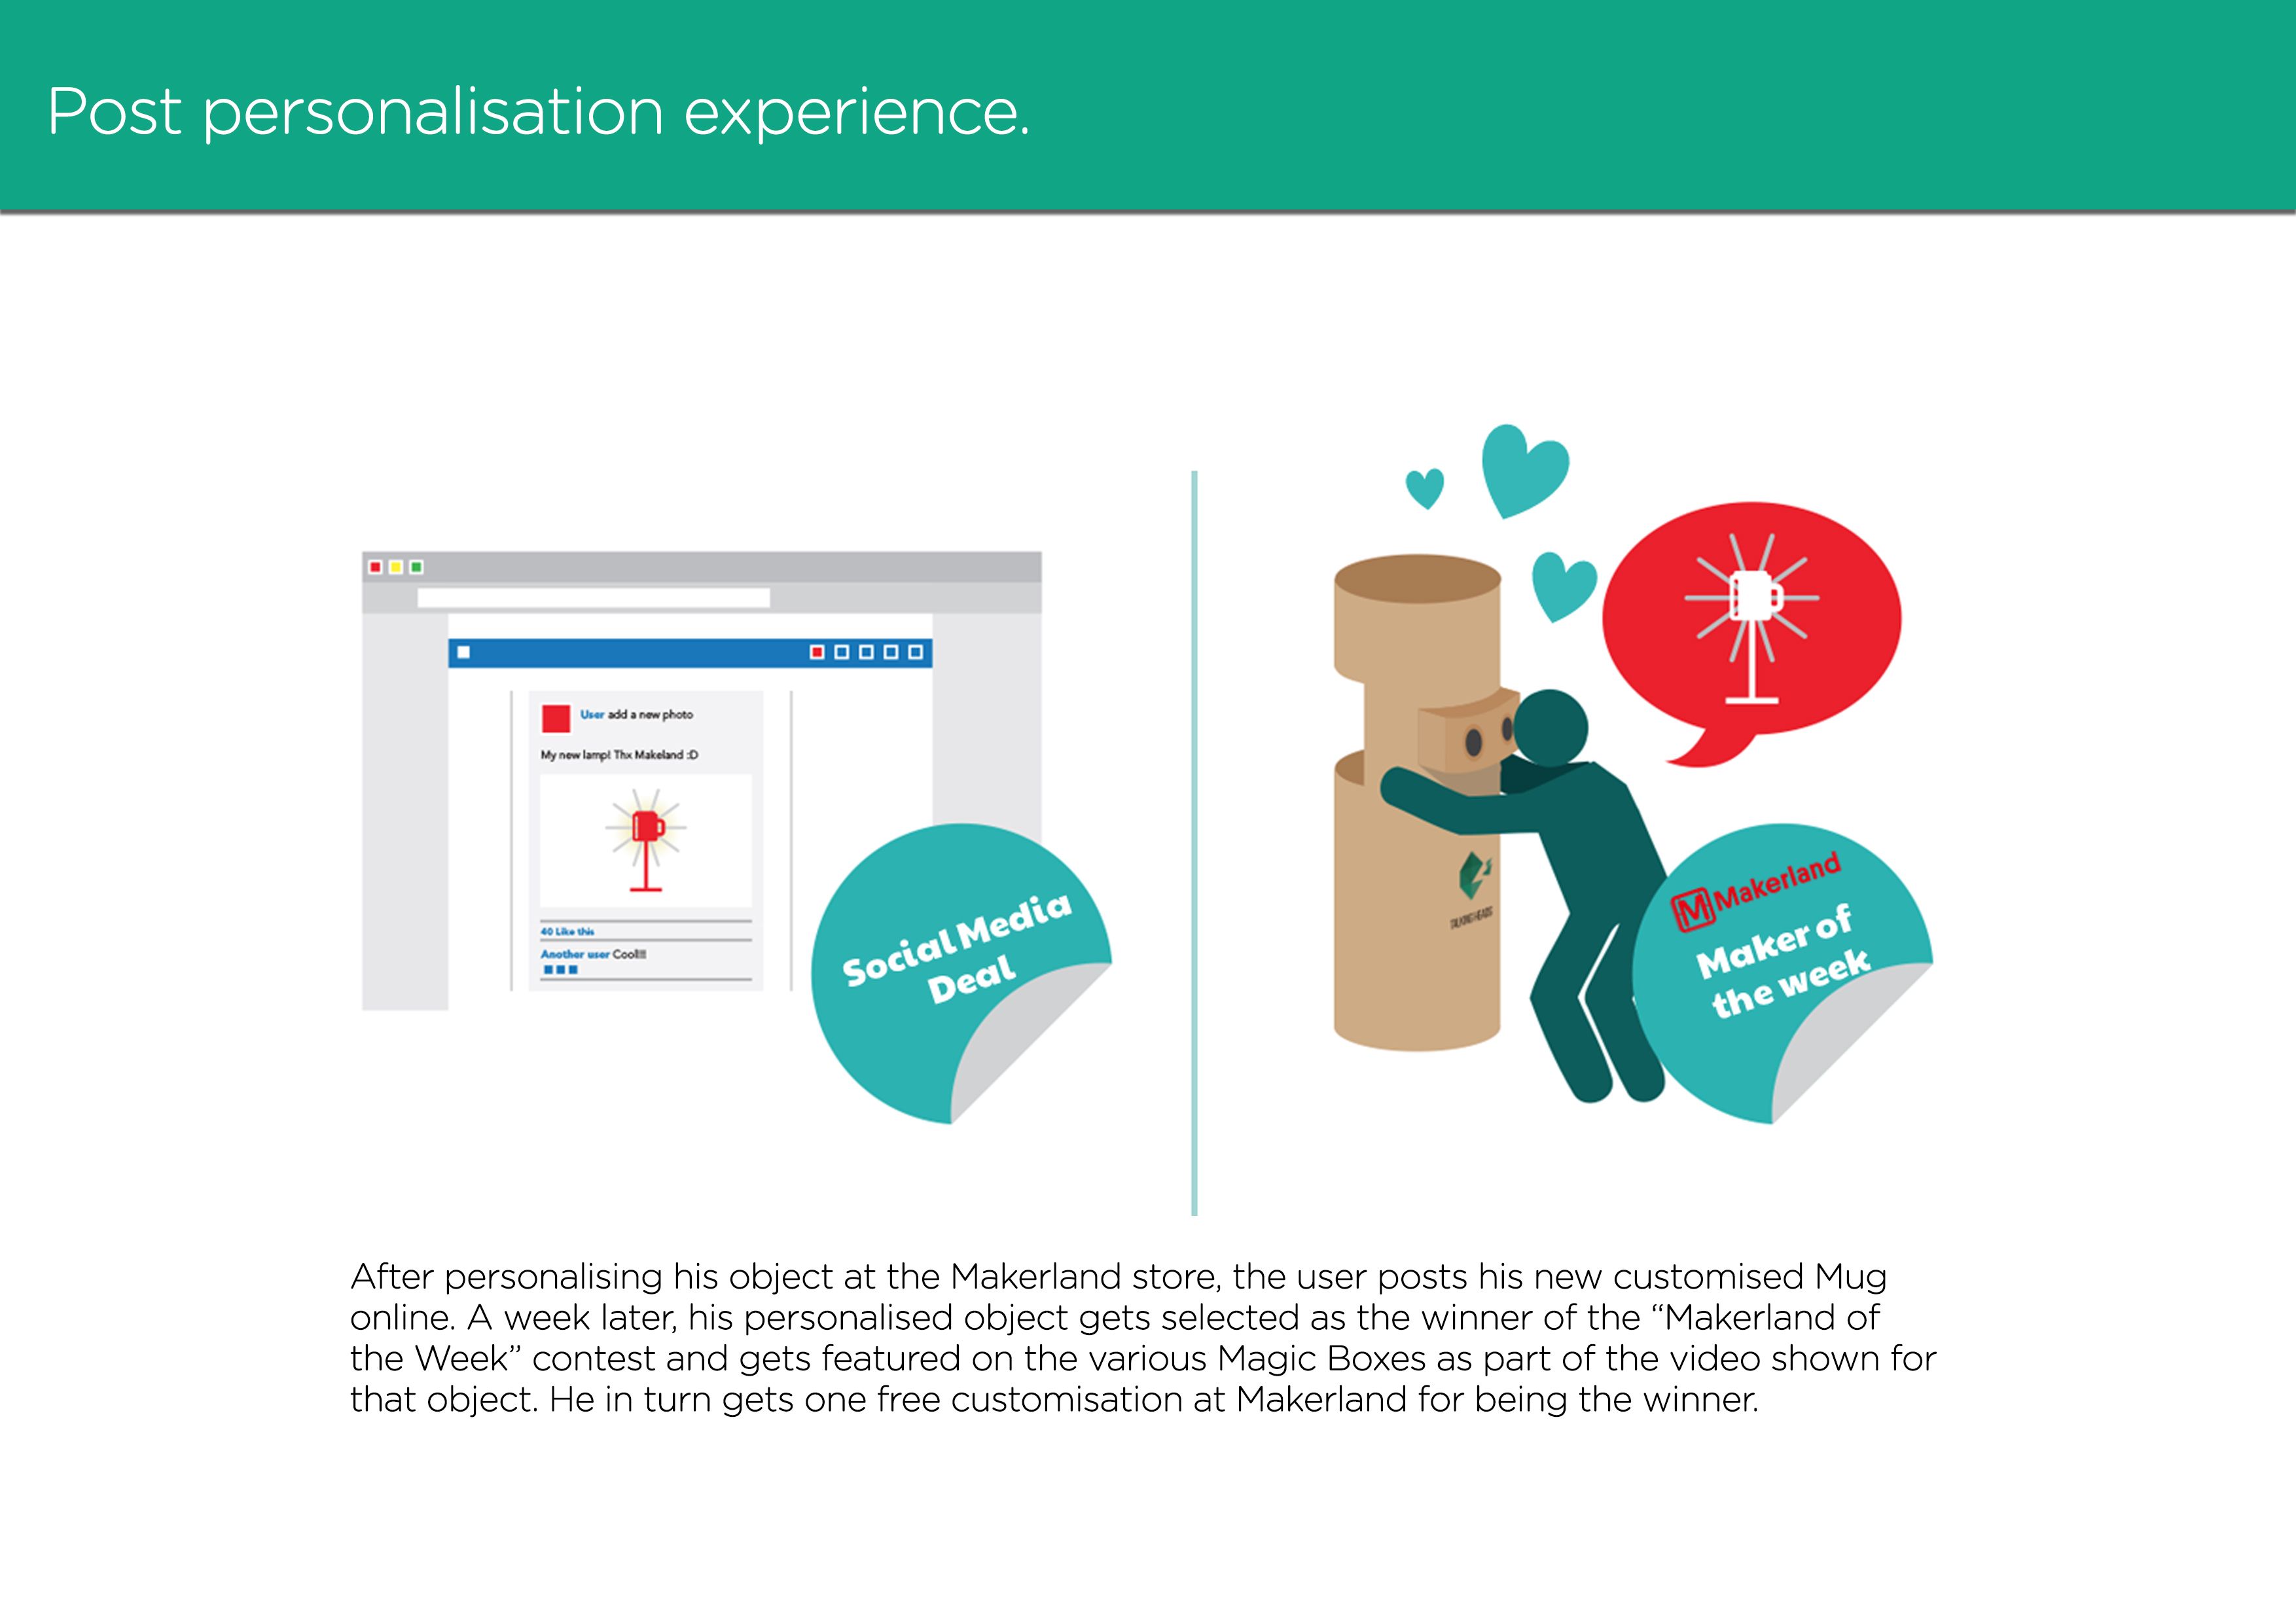 Post personalisation experience.
User add a new photo
My new lamp! Thx Makeland :D
40 Like this
Another user Cool!!!
Social Media
Deal
TALKING HEADS
M Makerland
Maker of
the week
After personalising his object at the Makerland store, the user posts his new customised Mug
online. A week later, his personalised object gets selected as the winner of the “Makerland of
the Week” contest and gets featured on the various Magic Boxes as part of the video shown for
that object. He in turn gets one free customisation at Makerland for being the winner.